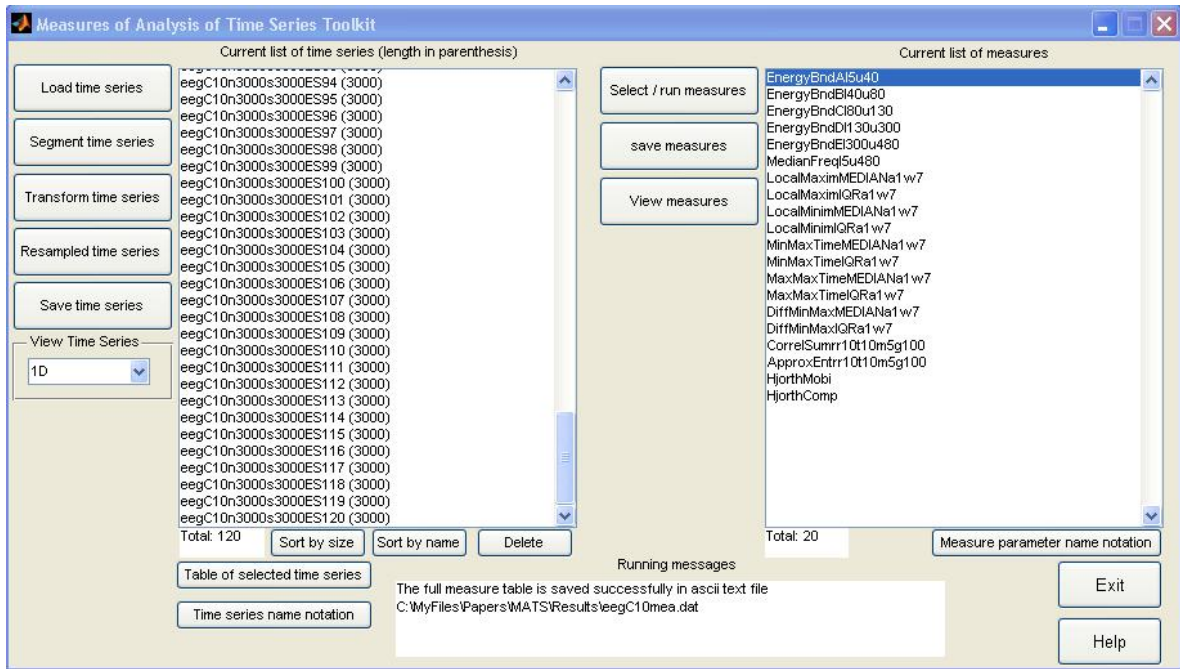 Measures of Analysis of Time Series Toolkit
Current list of time series (length in parenthesis)
Load time series
Segment time series
Transform time series
Resampled time series
Save time series
View Time Series
1D
eegC10n3000s3000ES94 (3000)
eegC10n3000s3000ES95 (3000)
eegC10n3000s3000ES96 (3000)
eegC10n3000s3000ES97 (3000)
eegC10n3000s3000ES98 (3000)
eegC10n3000s3000ES99 (3000)
eegC10n3000s3000ES100 (3000)
eegC10n3000s3000ES101 (3000)
eegC10n3000s3000ES102 (3000)
eegC10n3000s3000ES103 (3000)
eegC10n3000s3000ES104 (3000)
eegC10n3000s3000ES105 (3000)
eegC10n3000s3000ES106 (3000)
eegC10n3000s3000ES107 (3000)
eegC10n3000s3000ES108 (3000)
eegC10n3000s3000ES109 (3000)
eegC10n3000s3000ES110 (3000)
eegC10n3000s3000ES111 (3000)
eegC10n3000s3000ES112 (3000)
eegC10n3000s3000ES113 (3000)
eegC10n3000s3000ES114 (3000)
eegC10n3000s3000ES115 (3000)
eegC10n3000s3000ES116 (3000)
eegC10n3000s3000ES117 (3000)
eegC10n3000s3000ES118 (3000)
eegC10n3000s3000ES119 (3000)
eegC10n3000s3000ES120 (3000)
Total: 120
Sort by size
Sort by name
Delete
Table of selected time series
Time series name notation
Select / run measures
save measures
View measures
Current list of measures
EnergyBndAl5u40
EnergyBndBl40u80
EnergyBndCl80u130
EnergyBndDl130u300
EnergyBndEl300u480
MedianFreql5u480
LocalMaximMEDIANa1w7
LocalMaximIQRa1w7
LocalMinimMEDIANa1w7
LocalMinimIQRa1w7
MinMaxTimeMEDIANa1w7
MinMaxTimeIQRa1w7
MaxMaxTimeMEDIANa1w7
MaxMaxTimeIQRa1w7
DiffMinMaxMEDIANa1w7
DiffMinMaxIQRa1w7
CorrelSumrr10t10m5g100
ApproxEntrr10t10m5g100
HjorthMobi
HjorthComp
Total: 20
Measure parameter name notation
Running messages
The full measure table is saved successfully in ascii text file
C:\MyFiles\Papers\MATS\Results\eegC10mea.dat
Exit
Help